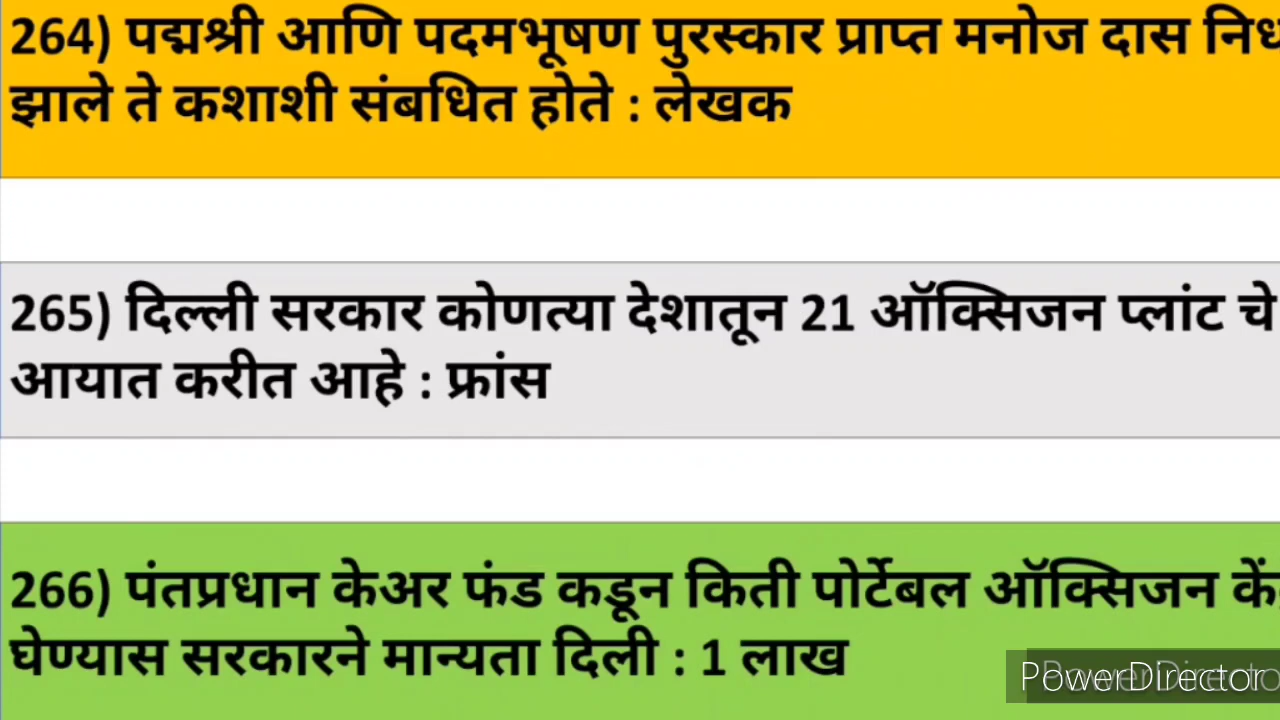 264) पद्मश्री आणि पदमभूषण पुरस्कार प्राप्त मनोज दास
झाले ते कशाशी संबधित होते : लेखक
265) दिल्ली सरकार कोणत्या देशातून 21 ऑक्सिजन प्लांट चे
आयात करीत आहे : फ्रांस
266) पंतप्रधान केअर फंड कडून किती पोर्टेबल ऑक्सिजन
घेण्यास सरकारने मान्यता दिली : 1 लाख
PowerDirector